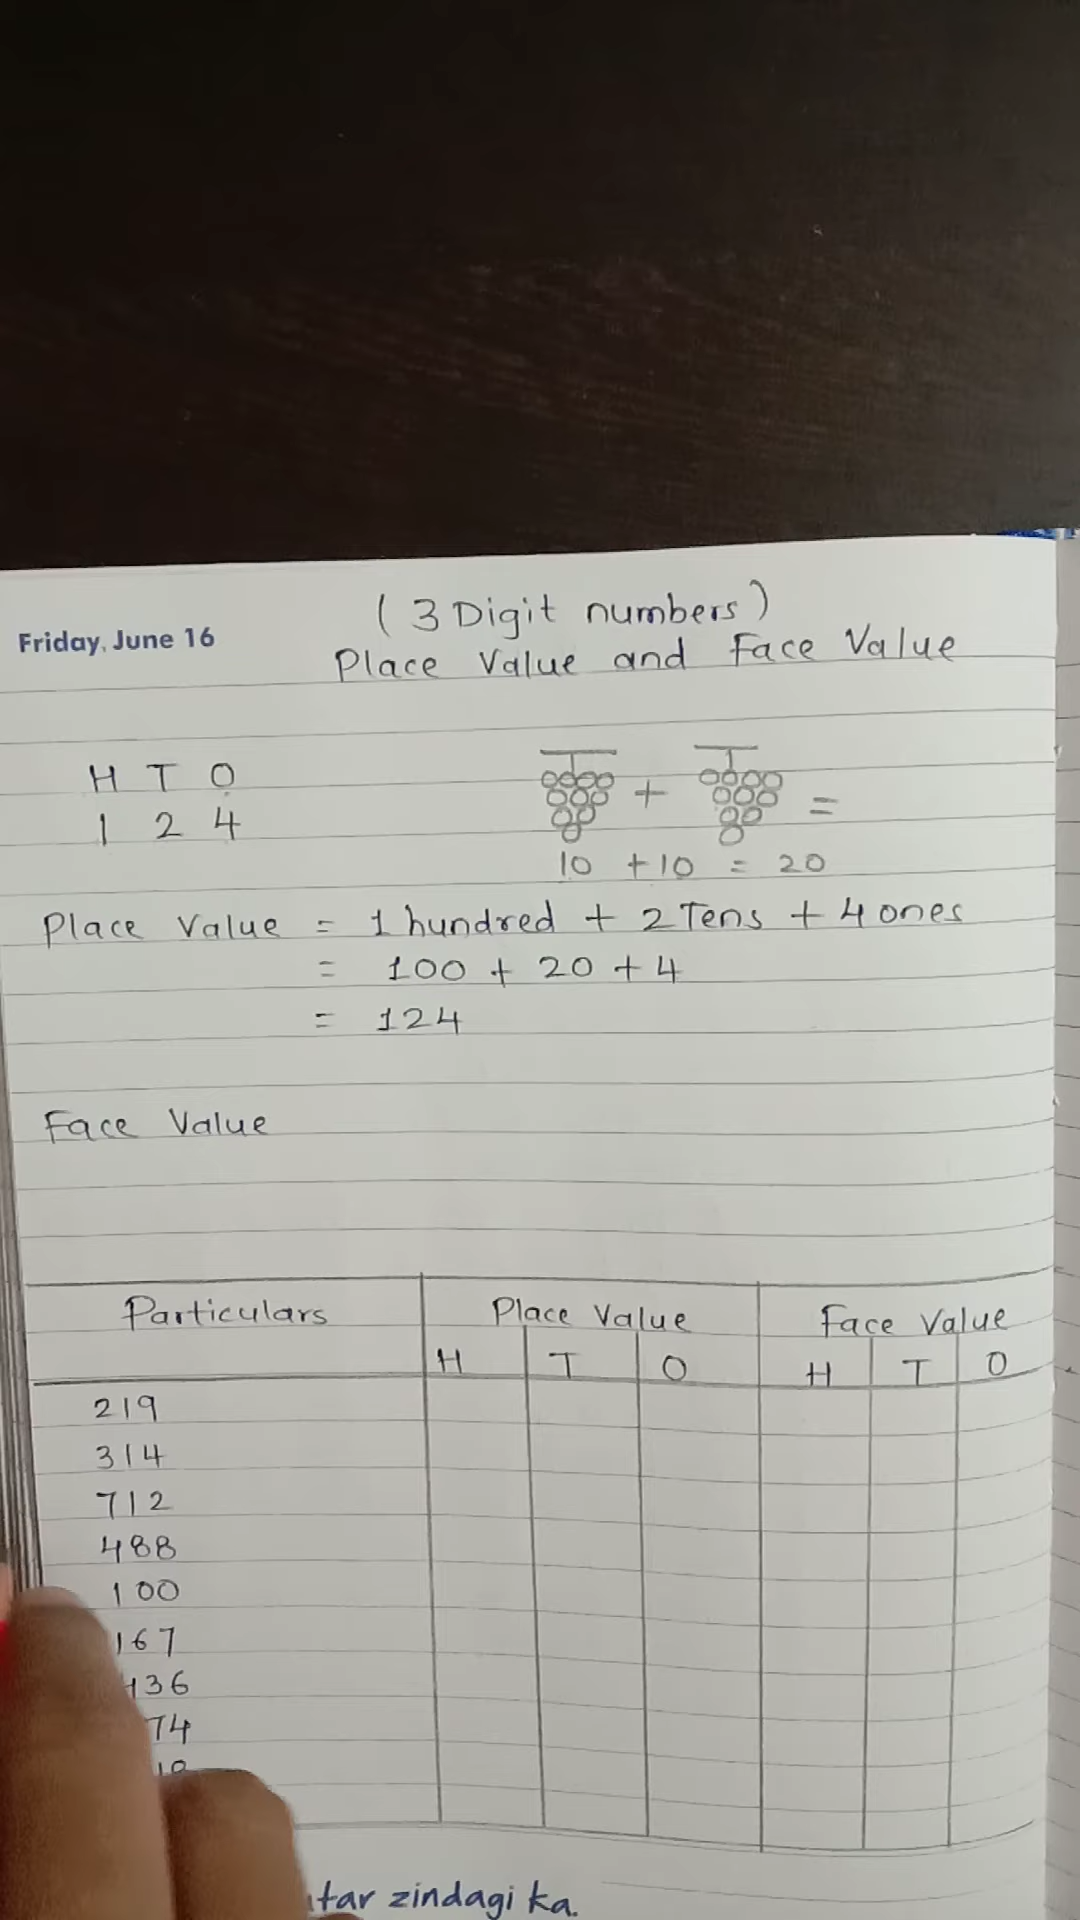 Friday, June 16
( 3 Digit numbers )
Place Value and Face Value
H T O
1 2 4
+ =
10 + 10 = 20
Place Value = 1 hundred + 2 Tens + 4 ones
= 100 + 20 + 4
= 124
Face Value
Particulars Place Value Face Value
H T O H T O
219
314
712
488
100
167
436
74
zindagi ka.